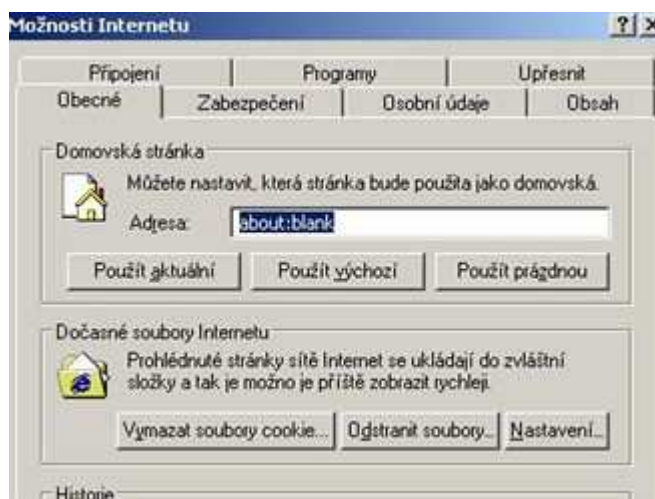 Možnosti Internetu
Připojení Programy Upřesnit
Obecné Zabezpečení Osobní údaje Obsah
Domovská stránka
Můžete nastavit, která stránka bude použita jako domovská.
Adresa: about:blank
Použít aktuální Použít výchozí Použít prázdnou
Dočasné soubory Internetu
Prohlédnuté stránky sítě Internet se ukládají do zvláštní
složky a tak je možno je příště zobrazit rychleji.
Vymazat soubory cookie... Odstranit soubory... Nastavení...
Historie